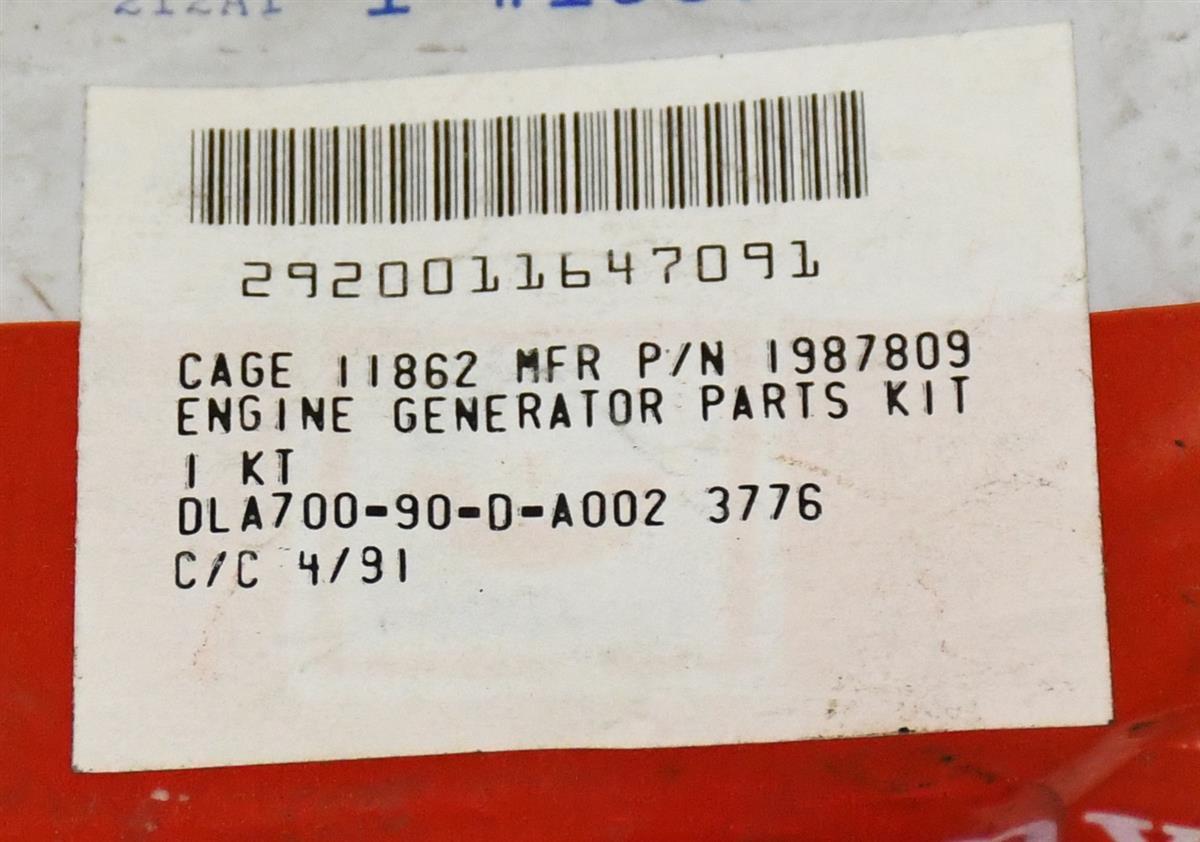 2920011647091
CAGE 11862 MFR P/N 1987809
ENGINE GENERATOR PARTS KIT
1 KT
DLA700-90-D-A002 3776
C/C 4/91